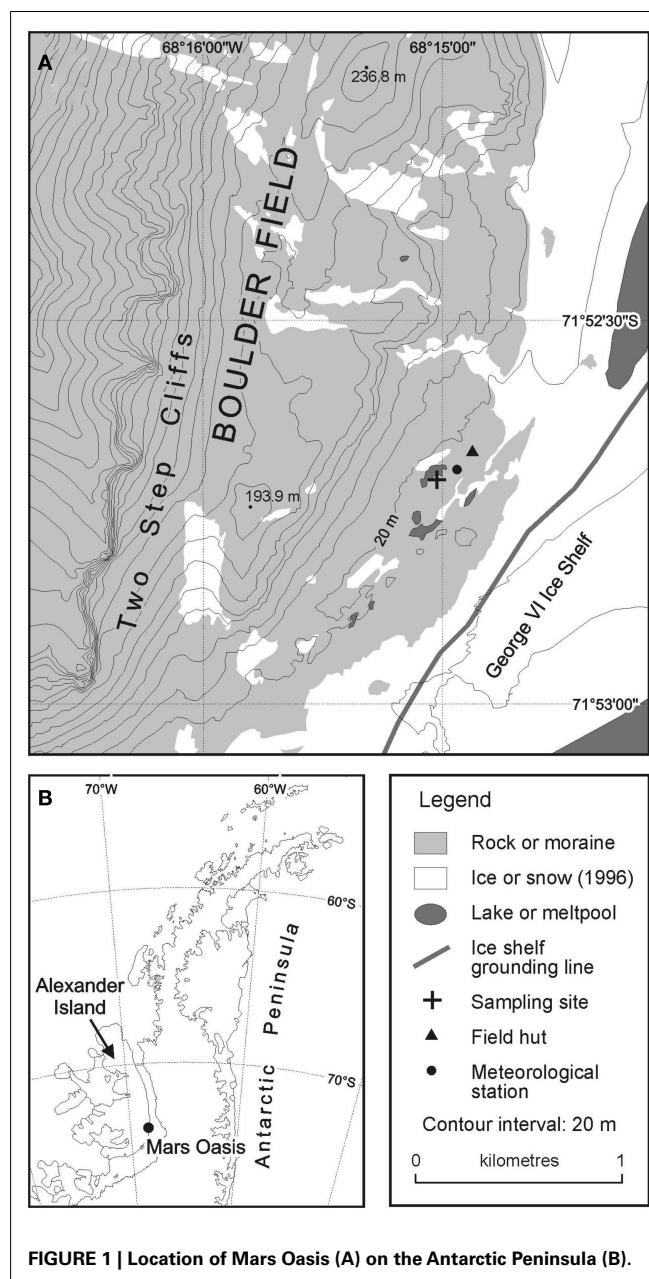 A
68°16'00"W
68°15'00"
236.8 m
BOULDER FIELD
Two Step Cliffs
71°52'30"S
193.9 m
20 m
George VI Ice Shelf
71°53'00"
B
70°W
60°W
60°S
Alexander
Island
Antarctic Peninsula
70°S
Mars Oasis
Legend
Rock or moraine
Ice or snow (1996)
Lake or meltpool
Ice shelf
grounding line
Sampling site
Field hut
Meteorological
station
Contour interval: 20 m
0 kilometres 1
FIGURE 1 | Location of Mars Oasis (A) on the Antarctic Peninsula (B).